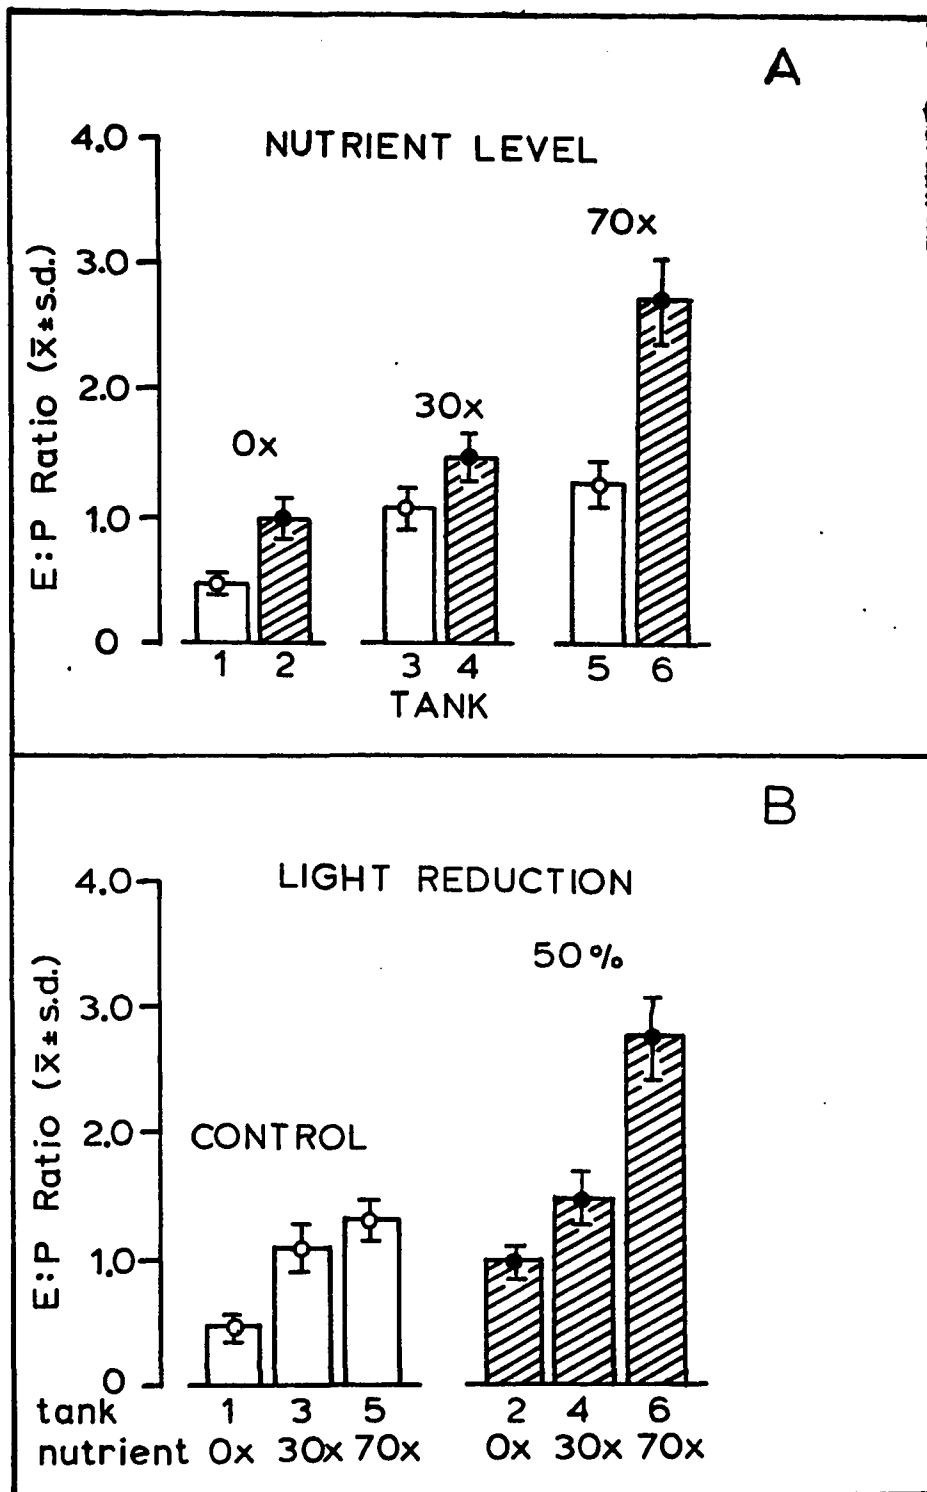 A
NUTRIENT LEVEL
4.0
3.0
2.0
1.0
0
E:P Ratio (x̄±s.d.)
0x
30x
70x
1 2 3 4 5 6
TANK
B
LIGHT REDUCTION
4.0
3.0
2.0
1.0
0
E:P Ratio (x̄±s.d.)
CONTROL
50%
tank 1 3 5 2 4 6
nutrient 0x 30x 70x 0x 30x 70x